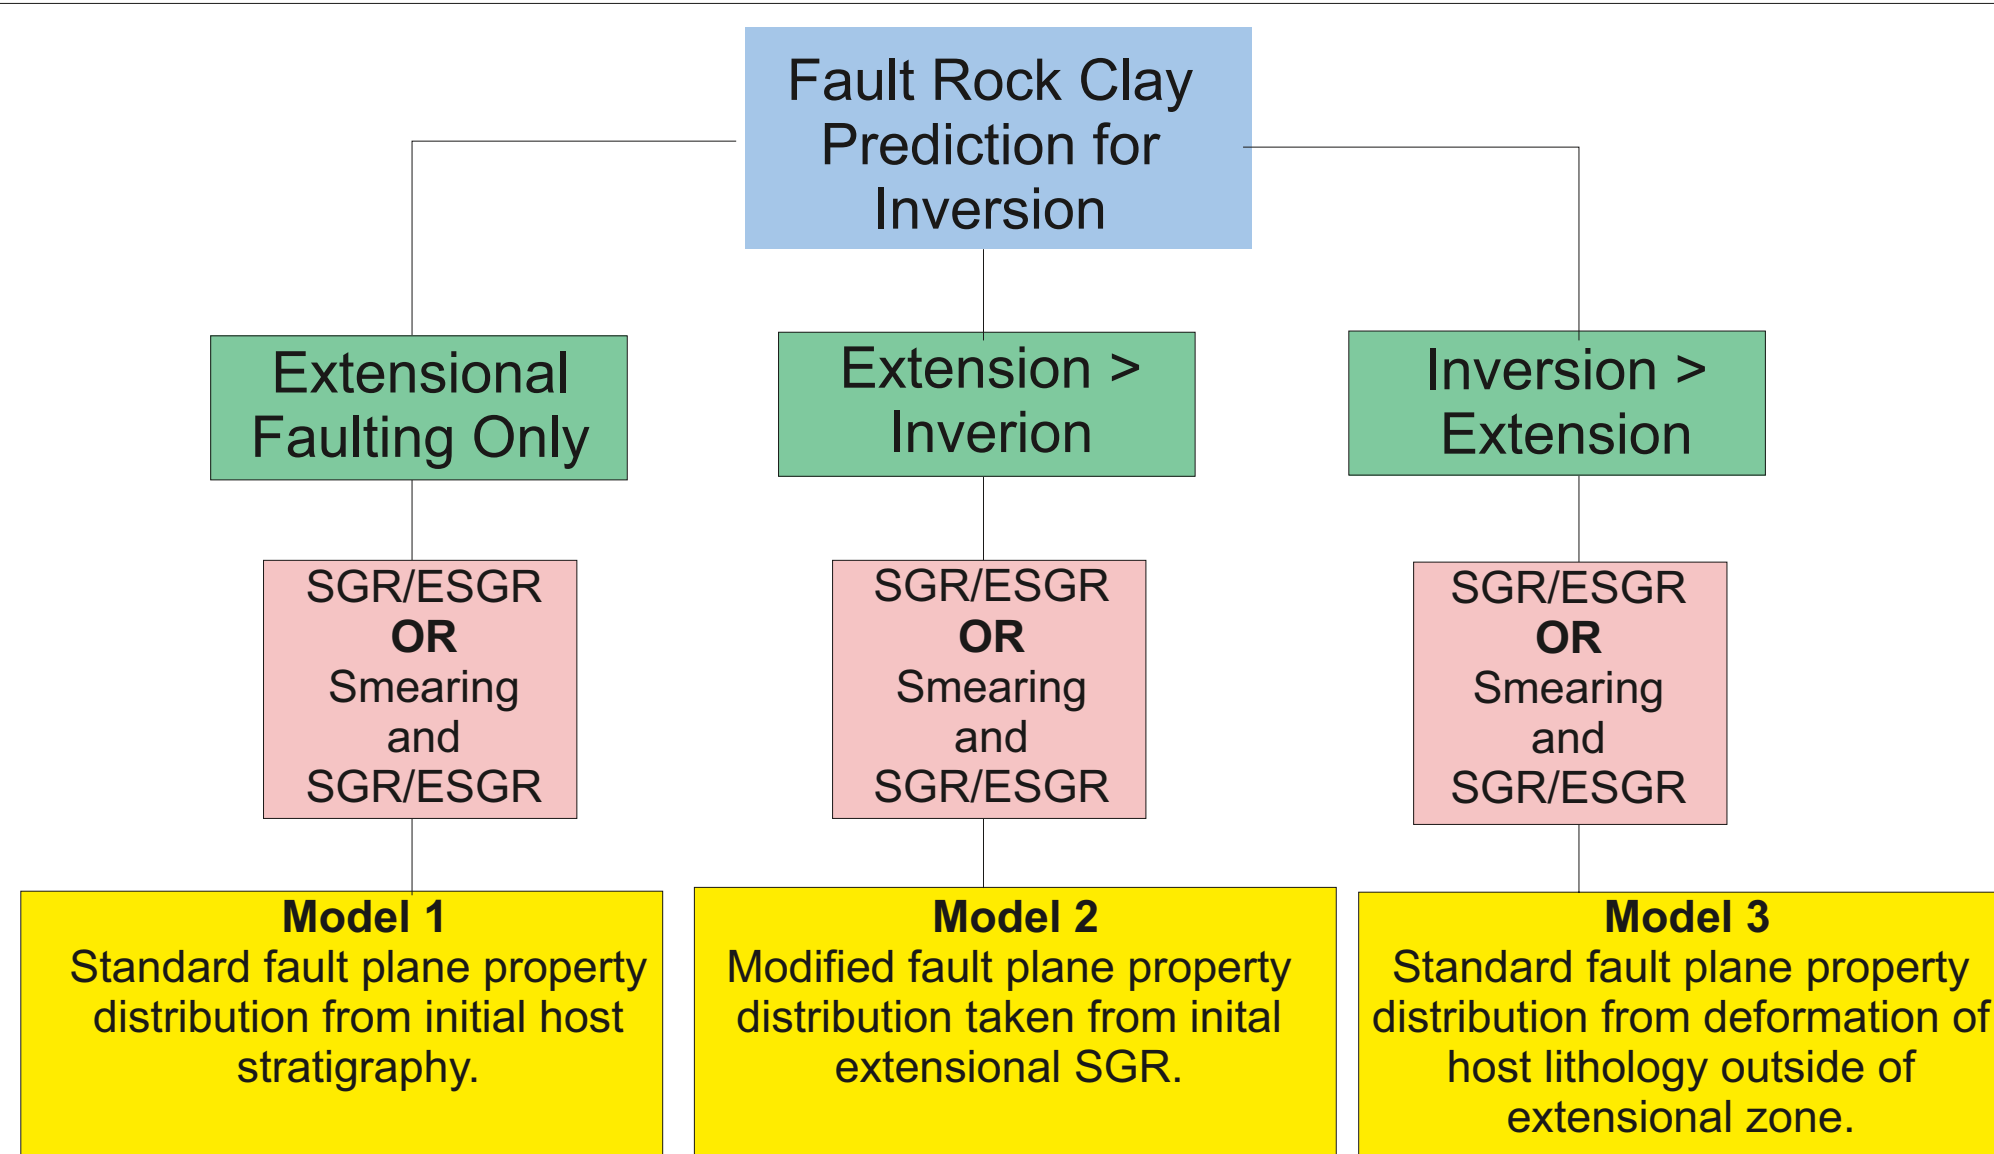 Fault Rock Clay
Prediction for
Inversion
Extensional
Faulting Only
Extension >
Inverion
Inversion >
Extension
SGR/ESGR
OR
Smearing
and
SGR/ESGR
SGR/ESGR
OR
Smearing
and
SGR/ESGR
SGR/ESGR
OR
Smearing
and
SGR/ESGR
Model 1
Standard fault plane property
distribution from initial host
stratigraphy.
Model 2
Modified fault plane property
distribution taken from inital
extensional SGR.
Model 3
Standard fault plane property
distribution from deformation of
host lithology outside of
extensional zone.